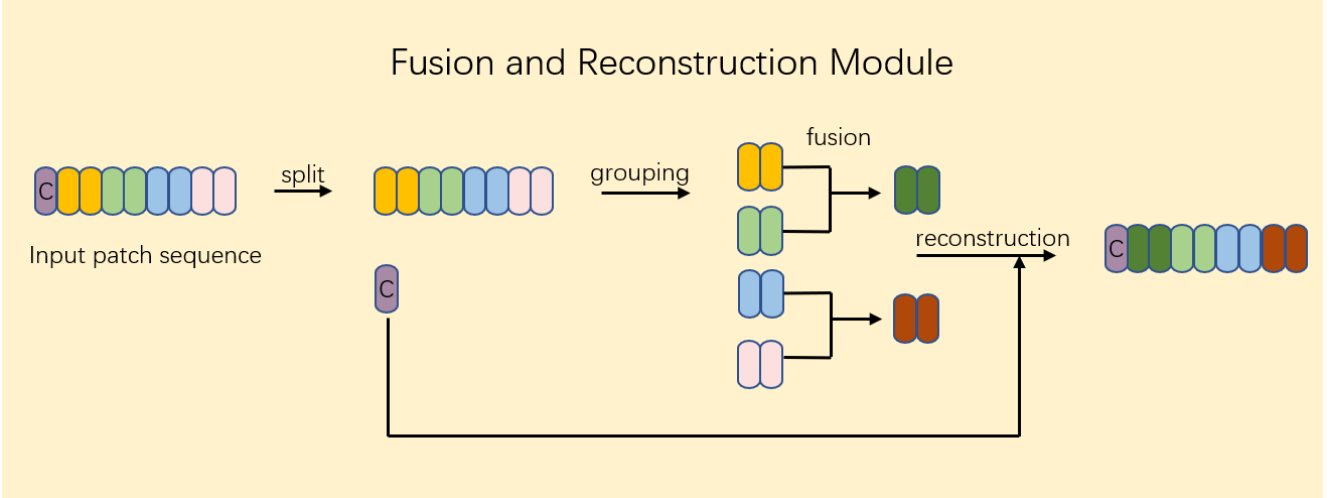 Fusion and Reconstruction Module
fusion
split
grouping
C
Input patch sequence
reconstruction
C
C